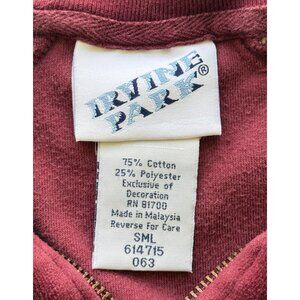 IRVINE
PARK®
75% Cotton
25% Polyester
Exclusive of
Decoration
RN 81700
Made in Malaysia
Reverse For Care
SML
614715
063